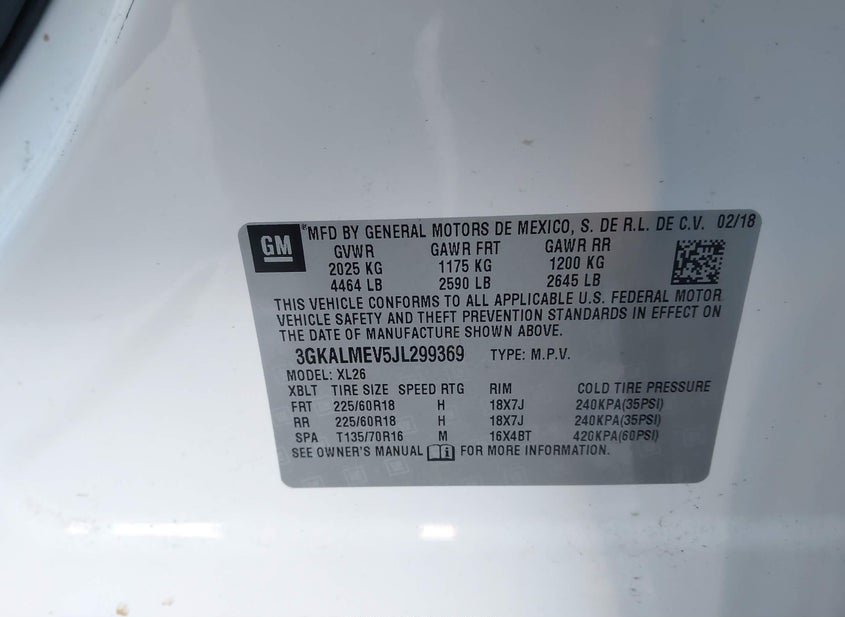 GM
®MFD BY GENERAL MOTORS DE MEXICO, S. DE R.L. DE C.V. 02/18
GVWR GAWR FRT GAWR RR
2025 KG 1175 KG 1200 KG
4464 LB 2590 LB 2645 LB
THIS VEHICLE CONFORMS TO ALL APPLICABLE U.S. FEDERAL MOTOR
VEHICLE SAFETY AND THEFT PREVENTION STANDARDS IN EFFECT ON
THE DATE OF MANUFACTURE SHOWN ABOVE.
3GKALMEV5JL299369 TYPE: M.P.V.
MODEL: XL26
XBLT TIRE SIZE SPEED RTG RIM COLD TIRE PRESSURE
FRT 225/60R18 H 18X7J 240KPA(35PSI)
RR 225/60R18 H 18X7J 240KPA(35PSI)
SPA T135/70R16 M 16X4BT 420KPA(60PSI)
SEE OWNER'S MANUAL FOR MORE INFORMATION.